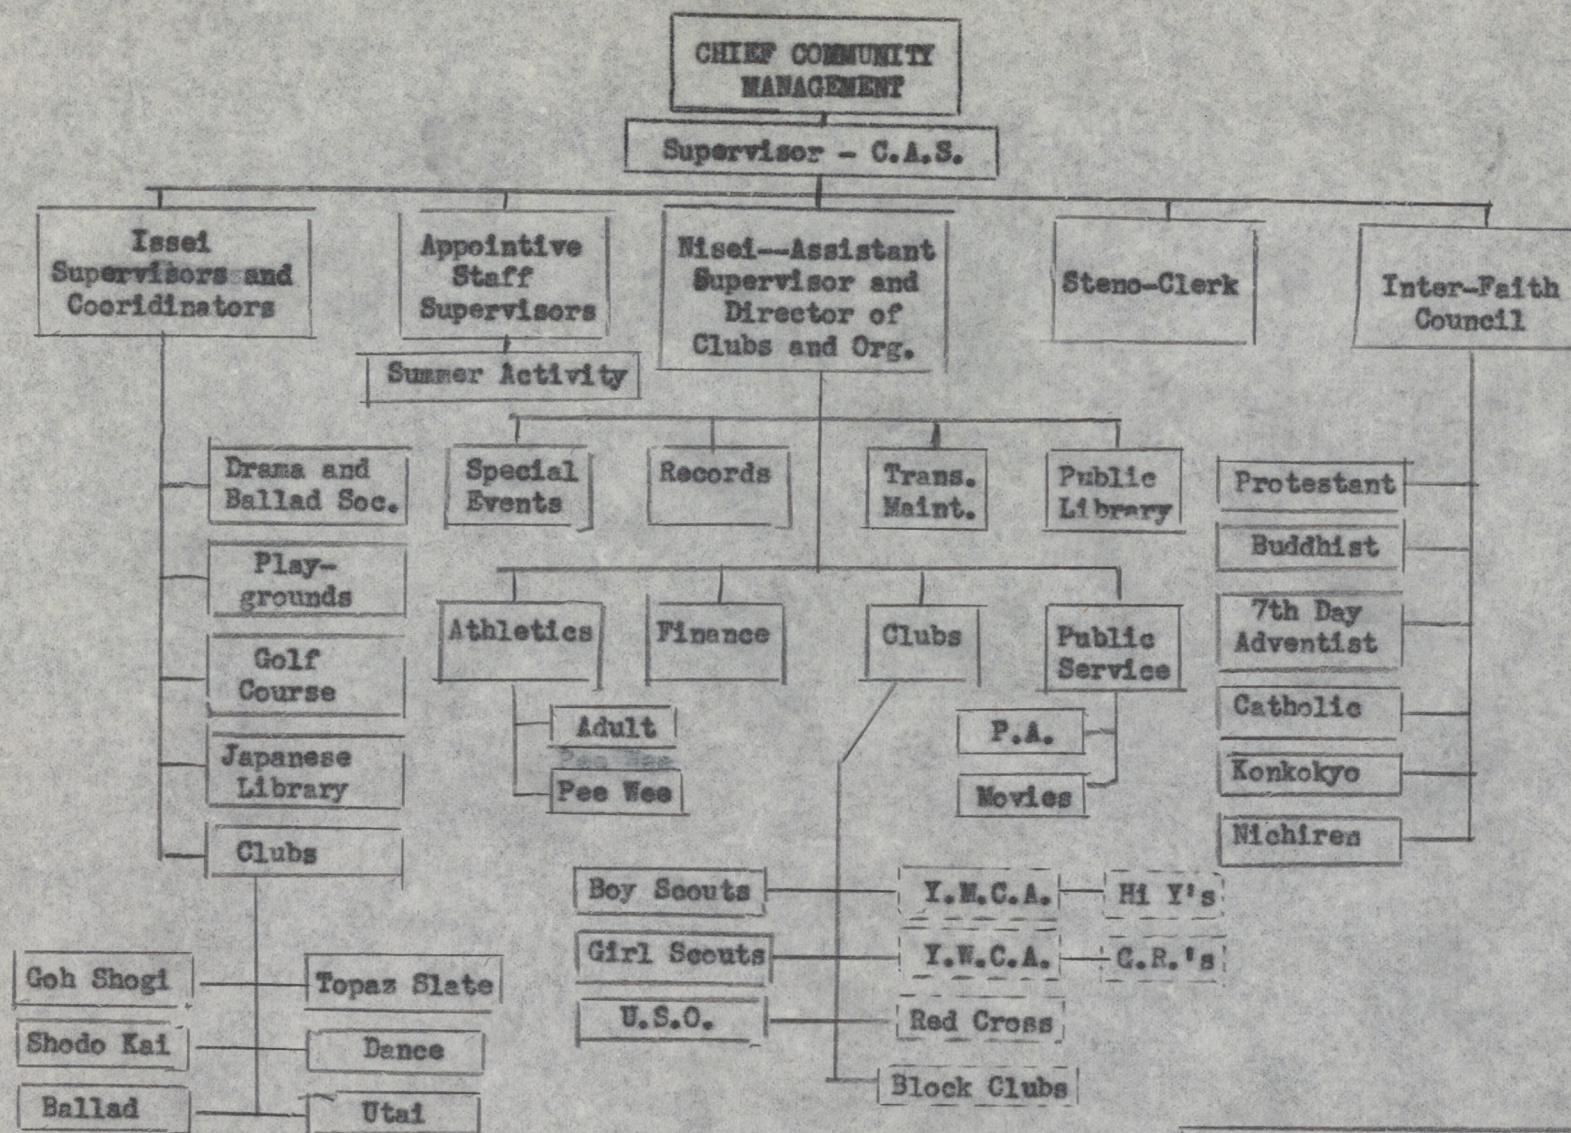 CHIEF COMMUNITY
MANAGEMENT
Supervisor - C.A.S.
Issei
Supervisors and
Cooridinators
Appointive
Staff
Supervisors
Summer Activity
Nisei--Assistant
Supervisor and
Director of
Clubs and Org.
Steno-Clerk
Inter-Faith
Council
Drama and
Ballad Soc.
Play-
grounds
Golf
Course
Japanese
Library
Clubs
Goh Shogi
Topaz Slate
Shodo Kai
Dance
Ballad
Utai
Special
Events
Records
Trans.
Maint.
Public
Library
Athletics
Finance
Clubs
Public
Service
Adult
Pee Wee
Pee Wee
P.A.
Movies
Boy Scouts
Y.M.C.A.
Hi Y's
Girl Scouts
Y.W.C.A.
G.R.'s
U.S.O.
Red Cross
Block Clubs
Protestant
Buddhist
7th Day
Adventist
Catholic
Konkokyo
Nichiren